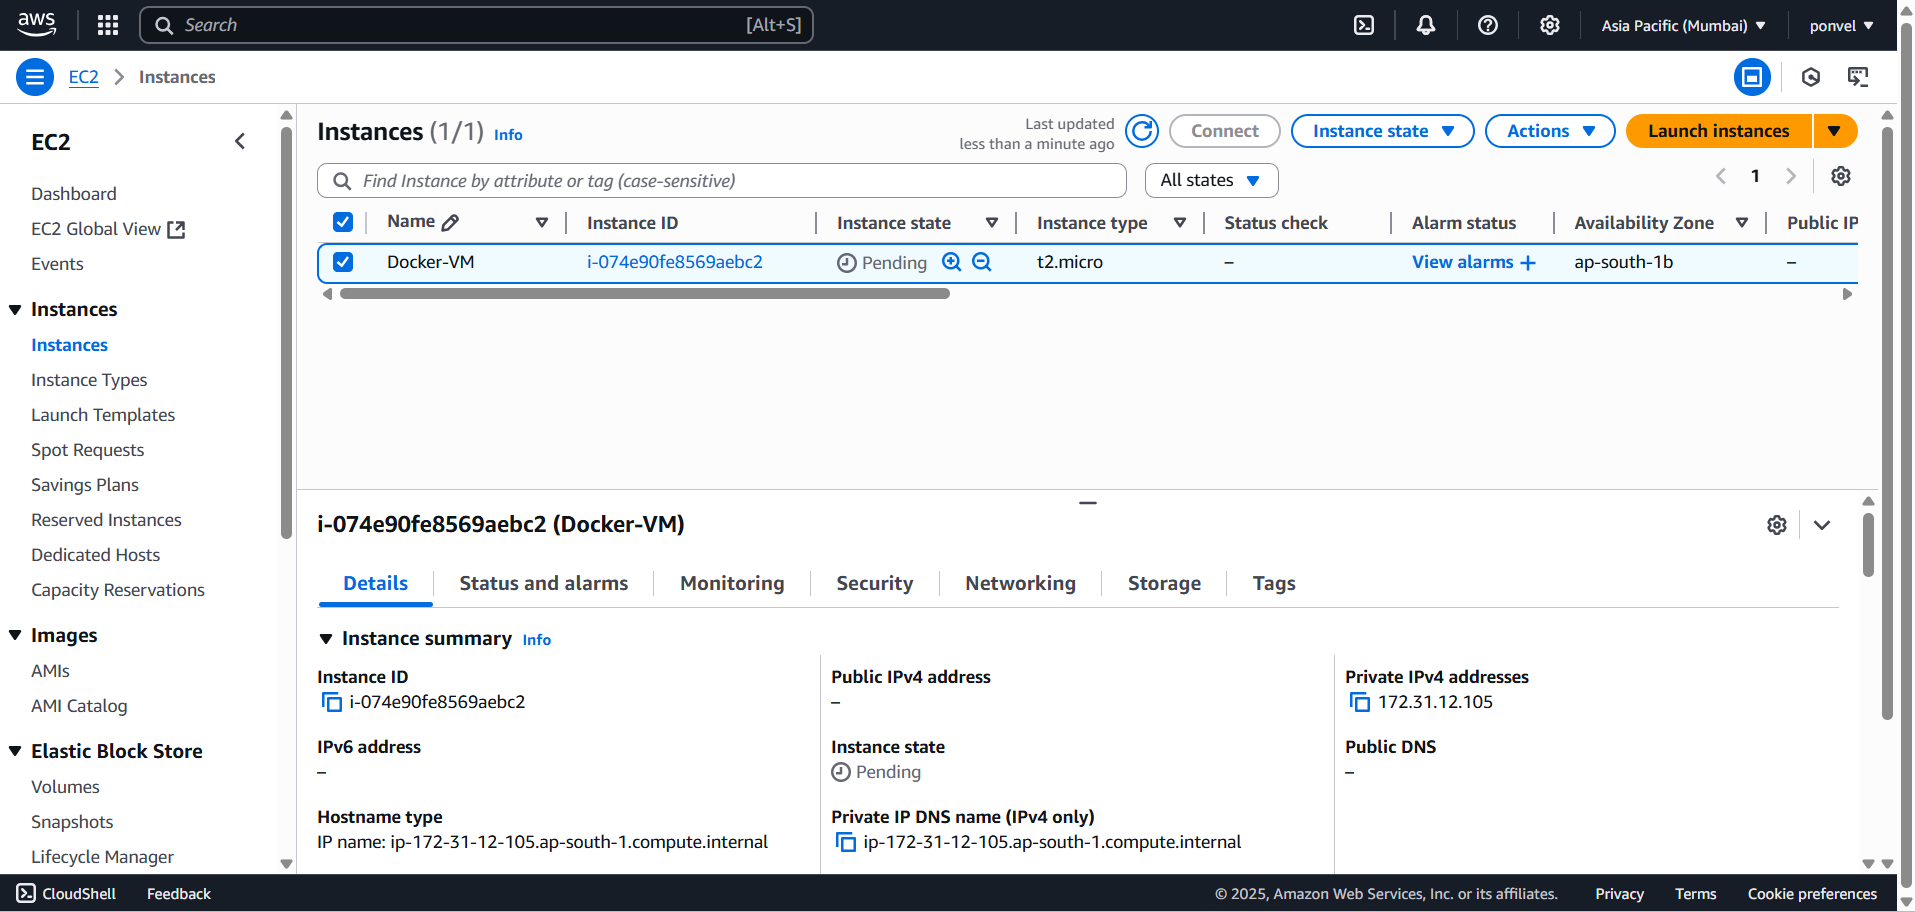 aws
Search [Alt+S]
Asia Pacific (Mumbai)
ponvel
EC2 Instances
EC2
Dashboard
EC2 Global View
Events
Instances
Instances
Instance Types
Launch Templates
Spot Requests
Savings Plans
Reserved Instances
Dedicated Hosts
Capacity Reservations
Images
AMIs
AMI Catalog
Elastic Block Store
Volumes
Snapshots
Lifecycle Manager
Instances (1/1) Info
Last updated
less than a minute ago
Connect
Instance state
Actions
Launch instances
Find Instance by attribute or tag (case-sensitive)
All states
1
Name Instance ID Instance state Instance type Status check Alarm status Availability Zone Public IP
Docker-VM i-074e90fe8569aebc2 Pending t2.micro – View alarms + ap-south-1b –
i-074e90fe8569aebc2 (Docker-VM)
Details Status and alarms Monitoring Security Networking Storage Tags
Instance summary Info
Instance ID
i-074e90fe8569aebc2
Public IPv4 address
–
Private IPv4 addresses
172.31.12.105
IPv6 address
–
Instance state
Pending
Public DNS
–
Hostname type
IP name: ip-172-31-12-105.ap-south-1.compute.internal
Private IP DNS name (IPv4 only)
ip-172-31-12-105.ap-south-1.compute.internal
CloudShell Feedback
© 2025, Amazon Web Services, Inc. or its affiliates. Privacy Terms Cookie preferences